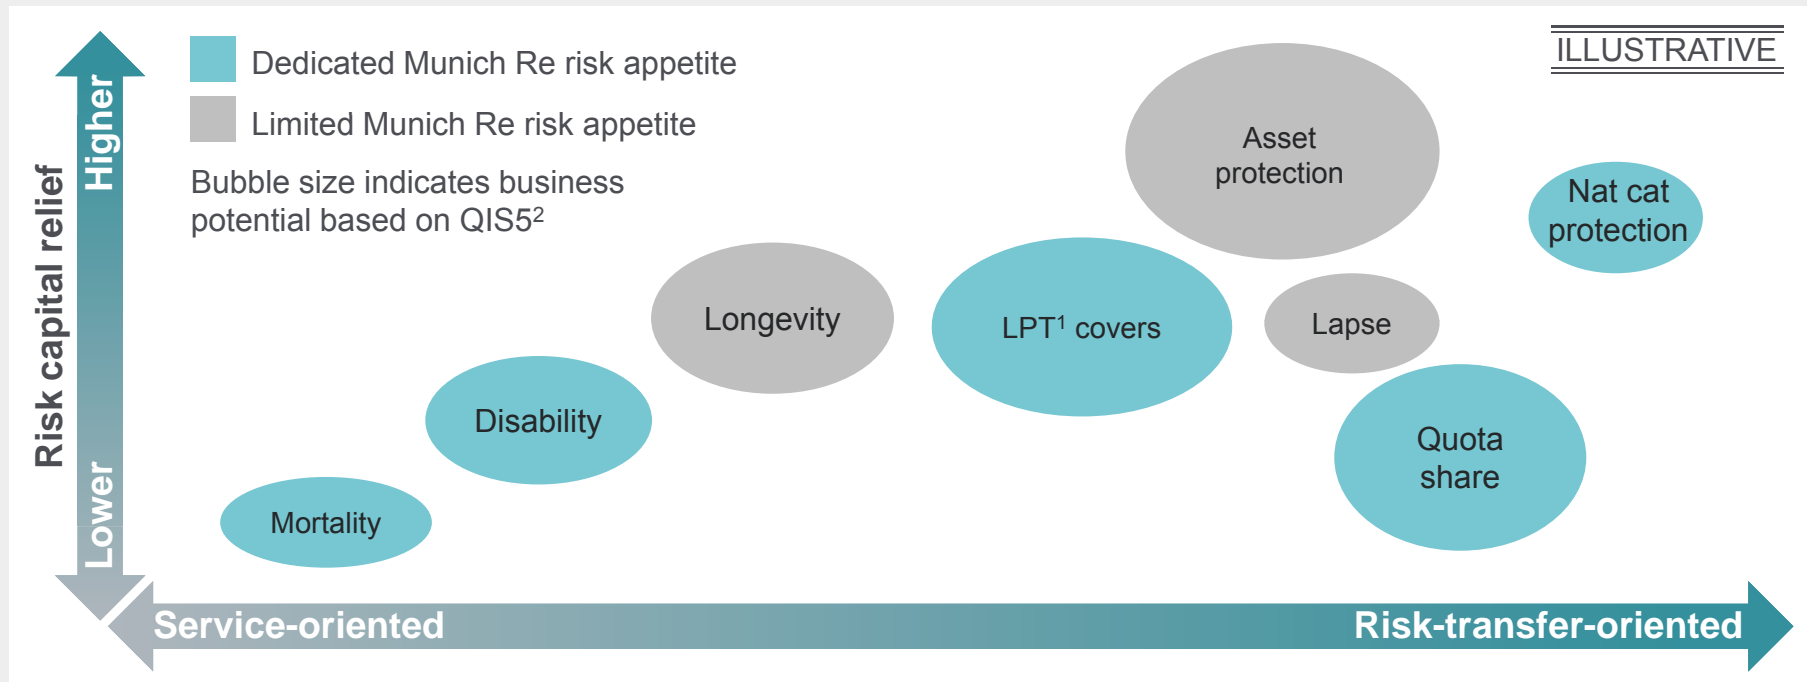 ILLUSTRATIVE
Dedicated Munich Re risk appetite
Limited Munich Re risk appetite
Bubble size indicates business
potential based on QIS5²
Risk capital relief
Higher
Lower
Asset
protection
Nat cat
protection
Longevity
LPT¹ covers
Lapse
Disability
Quota
share
Mortality
Service-oriented
Risk-transfer-oriented